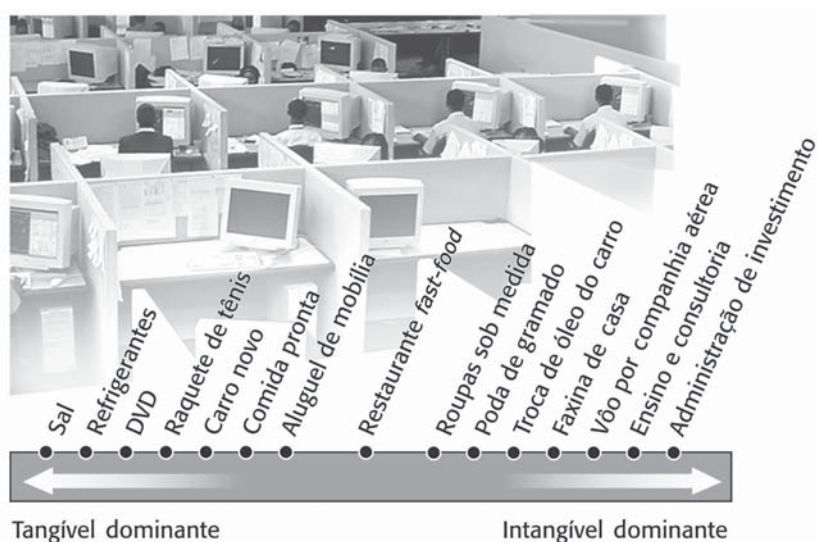 Sal
Refrigerantes
DVD
Raquete de tênis
Carro novo
Comida pronta
Aluguel de mobília
Restaurante fast-food
Roupas sob medida
Poda de gramado
Troca de óleo do carro
Faxina de casa
Vôo por companhia aérea
Ensino e consultoria
Administração de investimento
Tangível dominante
Intangível dominante